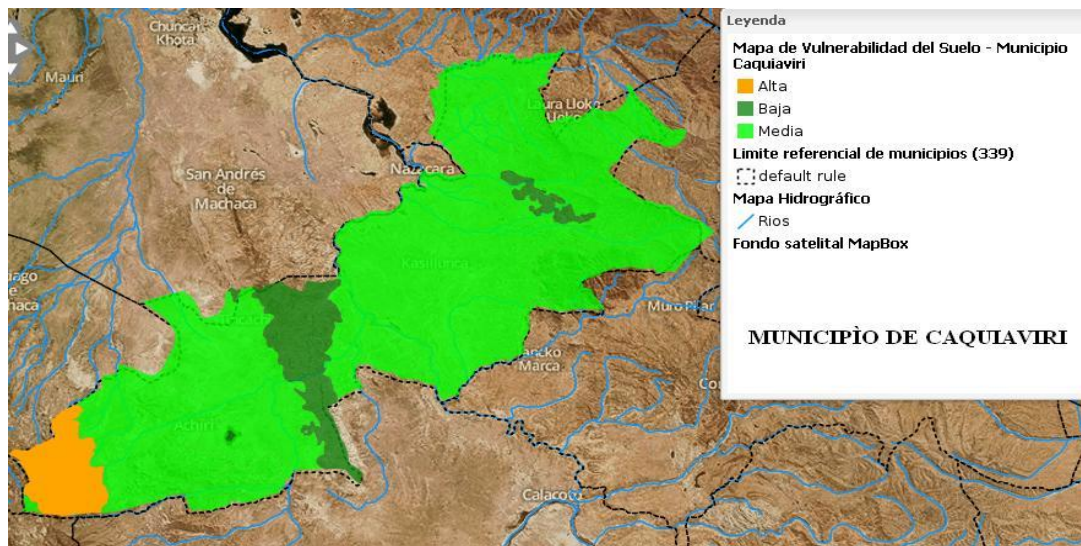 Leyenda
Mapa de Vulnerabilidad del Suelo - Municipio
Caquiaviri
Alta
Baja
Media
Limite referencial de municipios (339)
default rule
Mapa Hidrográfico
Rios
Fondo satelital MapBox
MUNICIPÌO DE CAQUIAVIRI
Khota
Mauri
Laura Lloko
Lloko
Nazacara
San Andrés
de
Machaca
Muro Pilar
Marca
Achiri
Calacoto